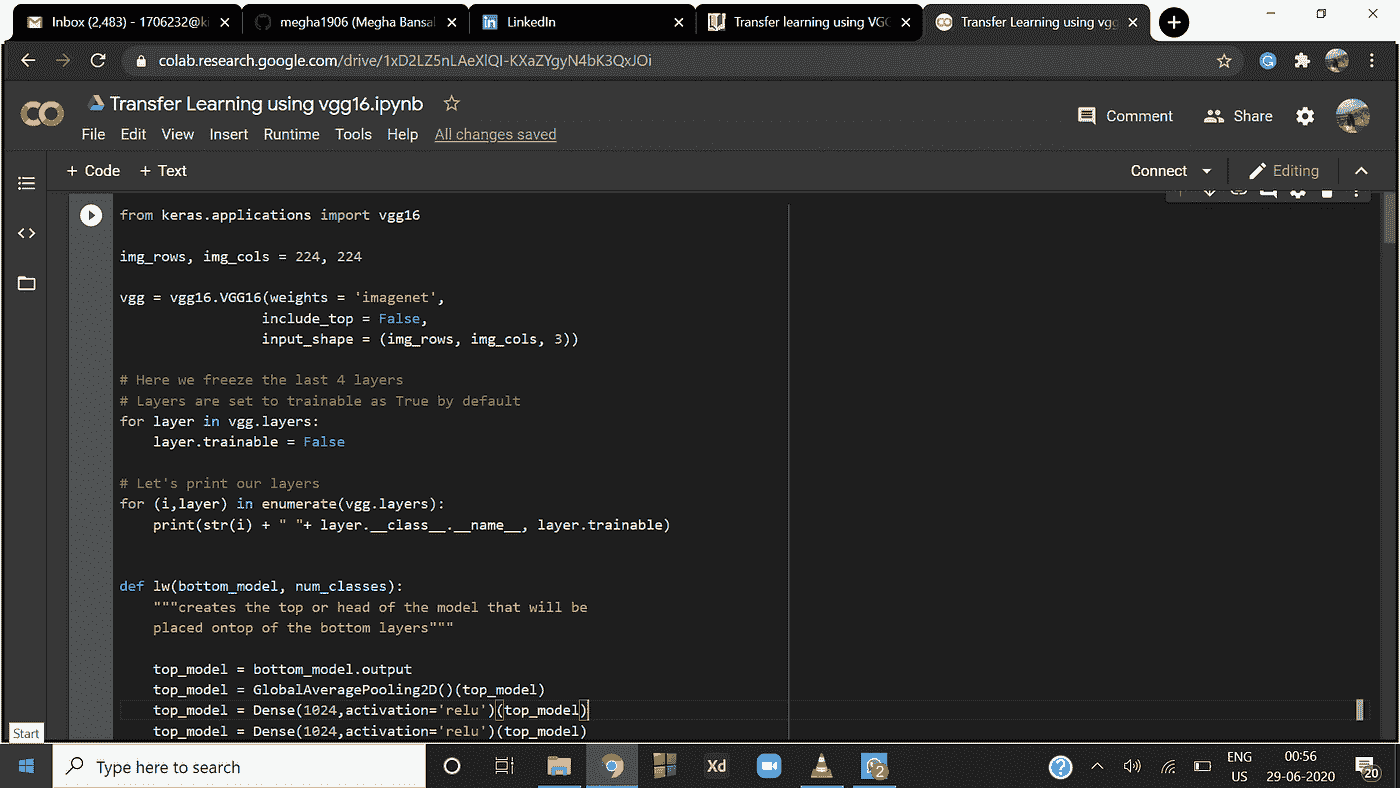 Inbox (2,483) - 1706232@ki
megha1906 (Megha Bansal
LinkedIn
Transfer learning using VGG
Transfer Learning using vgg
colab.research.google.com/drive/1xD2LZ5nLAeXlQI-KXaZYgyN4bK3QxJOi
Transfer Learning using vgg16.ipynb
File Edit View Insert Runtime Tools Help All changes saved
Comment Share
+ Code + Text
Connect Editing
from keras.applications import vgg16
img_rows, img_cols = 224, 224
vgg = vgg16.VGG16(weights = 'imagenet',
include_top = False,
input_shape = (img_rows, img_cols, 3))
# Here we freeze the last 4 layers
# Layers are set to trainable as True by default
for layer in vgg.layers:
layer.trainable = False
# Let's print our layers
for (i,layer) in enumerate(vgg.layers):
print(str(i) + " "+ layer.__class__.__name__, layer.trainable)
def lw(bottom_model, num_classes):
"""creates the top or head of the model that will be
placed ontop of the bottom layers"""
top_model = bottom_model.output
top_model = GlobalAveragePooling2D()(top_model)
top_model = Dense(1024,activation='relu')(top_model)
top_model = Dense(1024,activation='relu')(top_model)
Start
Type here to search
Xd
2
ENG
US
00:56
29-06-2020
20